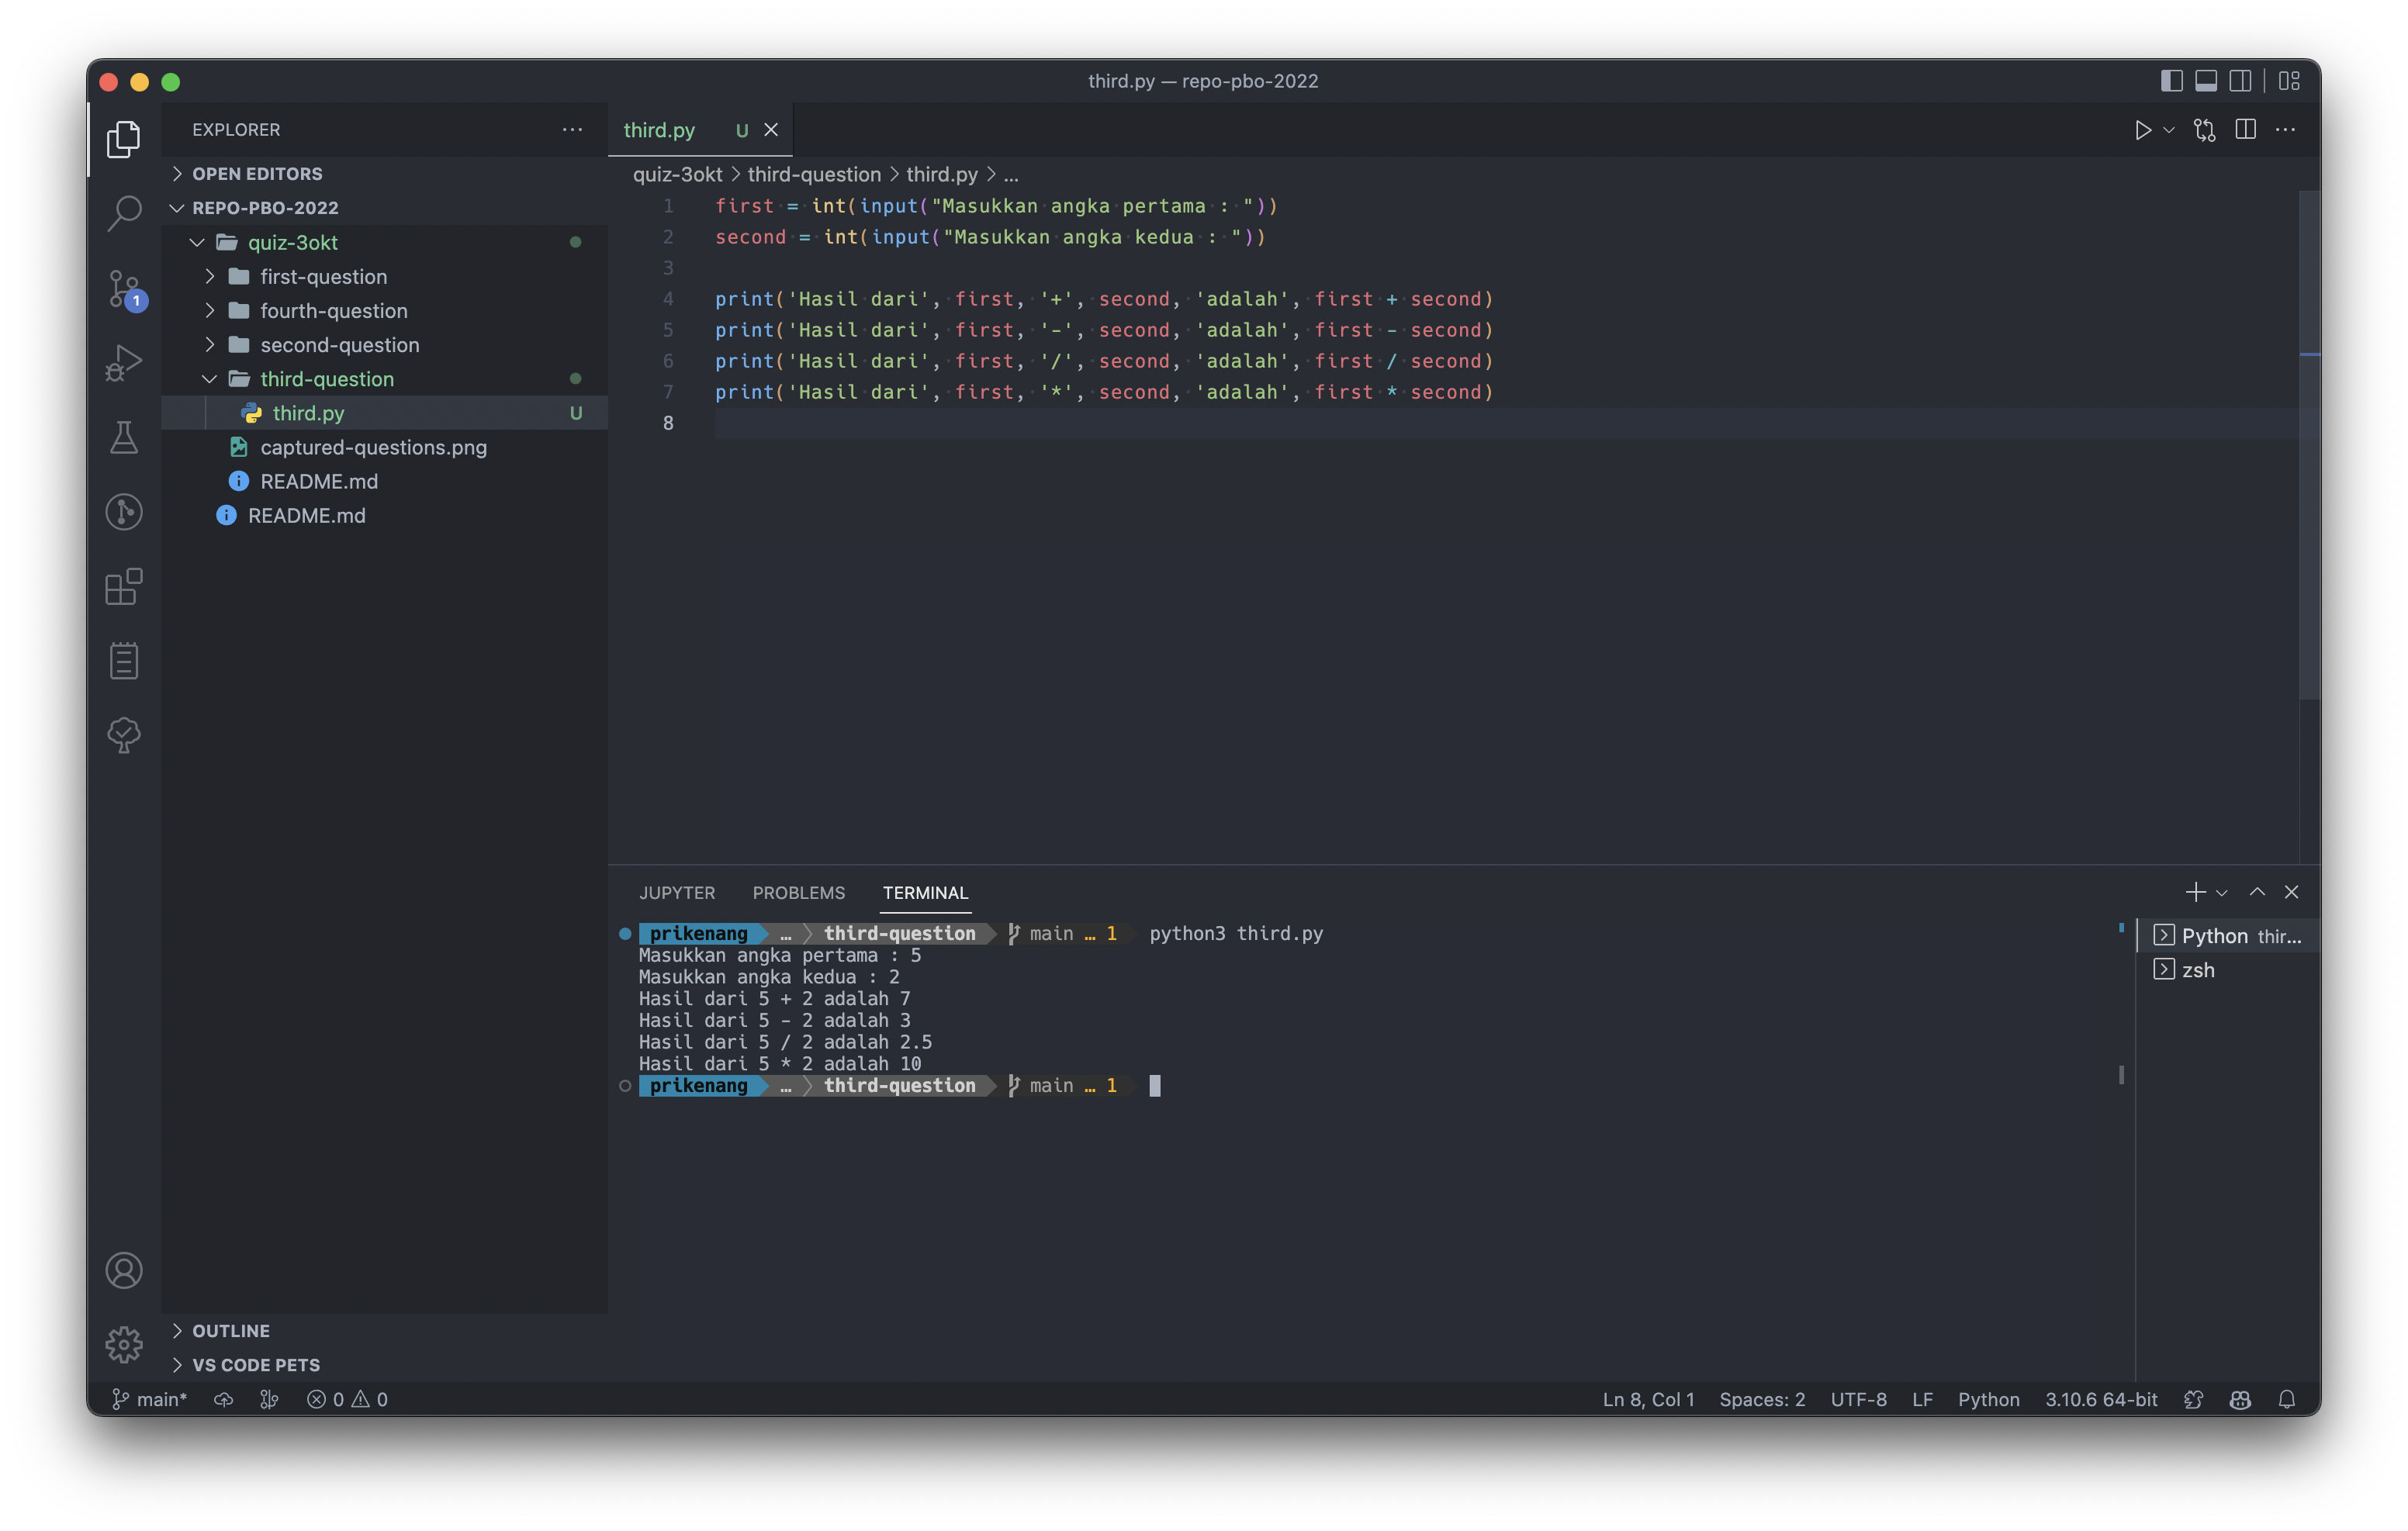 third.py — repo-pbo-2022
EXPLORER
third.py U
OPEN EDITORS
REPO-PBO-2022
quiz-3okt
first-question
fourth-question
second-question
third-question
third.py U
captured-questions.png
README.md
README.md
OUTLINE
VS CODE PETS
1
quiz-3okt > third-question > third.py > ...
1 first = int(input("Masukkan angka pertama : "))
2 second = int(input("Masukkan angka kedua : "))
3
4 print('Hasil dari', first, '+', second, 'adalah', first + second)
5 print('Hasil dari', first, '-', second, 'adalah', first - second)
6 print('Hasil dari', first, '/', second, 'adalah', first / second)
7 print('Hasil dari', first, '*', second, 'adalah', first * second)
8
JUPYTER PROBLEMS TERMINAL
prikenang … third-question main … 1 python3 third.py
Masukkan angka pertama : 5
Masukkan angka kedua : 2
Hasil dari 5 + 2 adalah 7
Hasil dari 5 - 2 adalah 3
Hasil dari 5 / 2 adalah 2.5
Hasil dari 5 * 2 adalah 10
prikenang … third-question main … 1
Python thir...
zsh
main* 0 0 Ln 8, Col 1 Spaces: 2 UTF-8 LF Python 3.10.6 64-bit